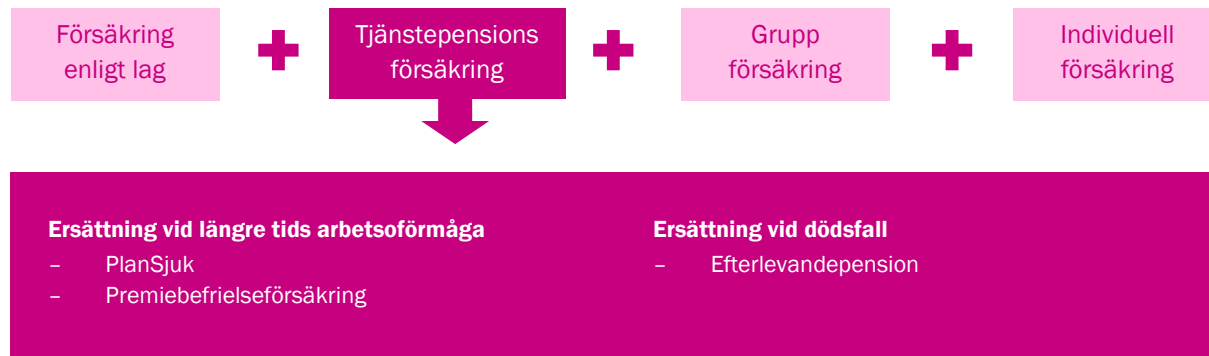 Försäkring
enligt lag
Tjänstepensions
försäkring
Grupp
försäkring
Individuell
försäkring
Ersättning vid längre tids arbetsoförmåga
– PlanSjuk
– Premiebefrielseförsäkring
Ersättning vid dödsfall
– Efterlevandepension